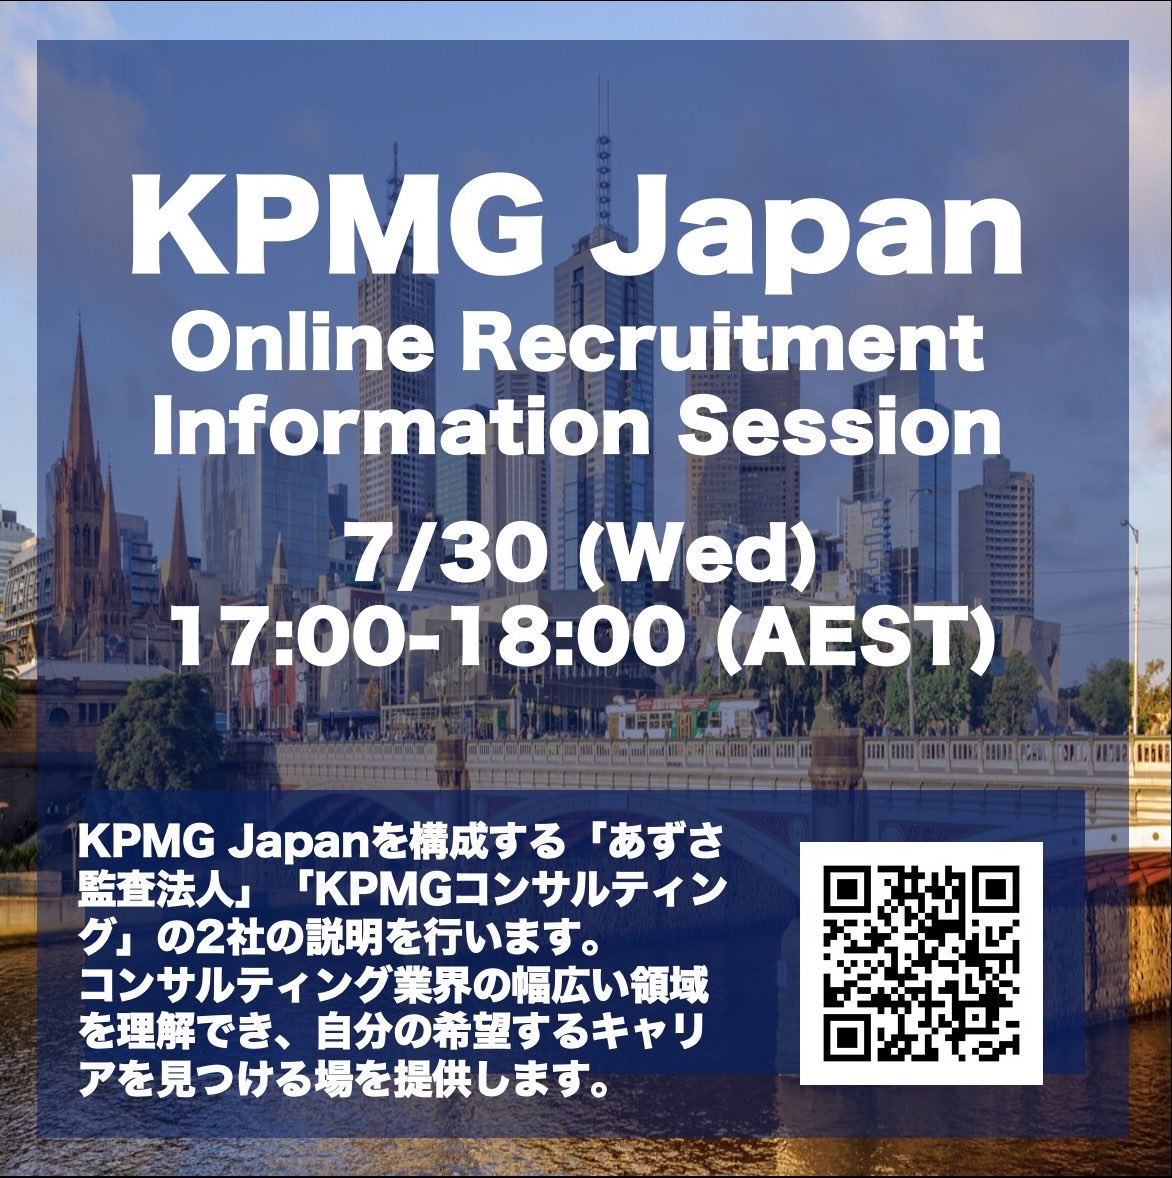 KPMG Japan
Online Recruitment
Information Session
7/30 (Wed)
17:00-18:00 (AEST)
KPMG Japanを構成する「あずさ
監査法人」「KPMGコンサルティン
グ」の2社の説明を行います。
コンサルティング業界の幅広い領域
を理解でき、自分の希望するキャリ
アを見つける場を提供します。